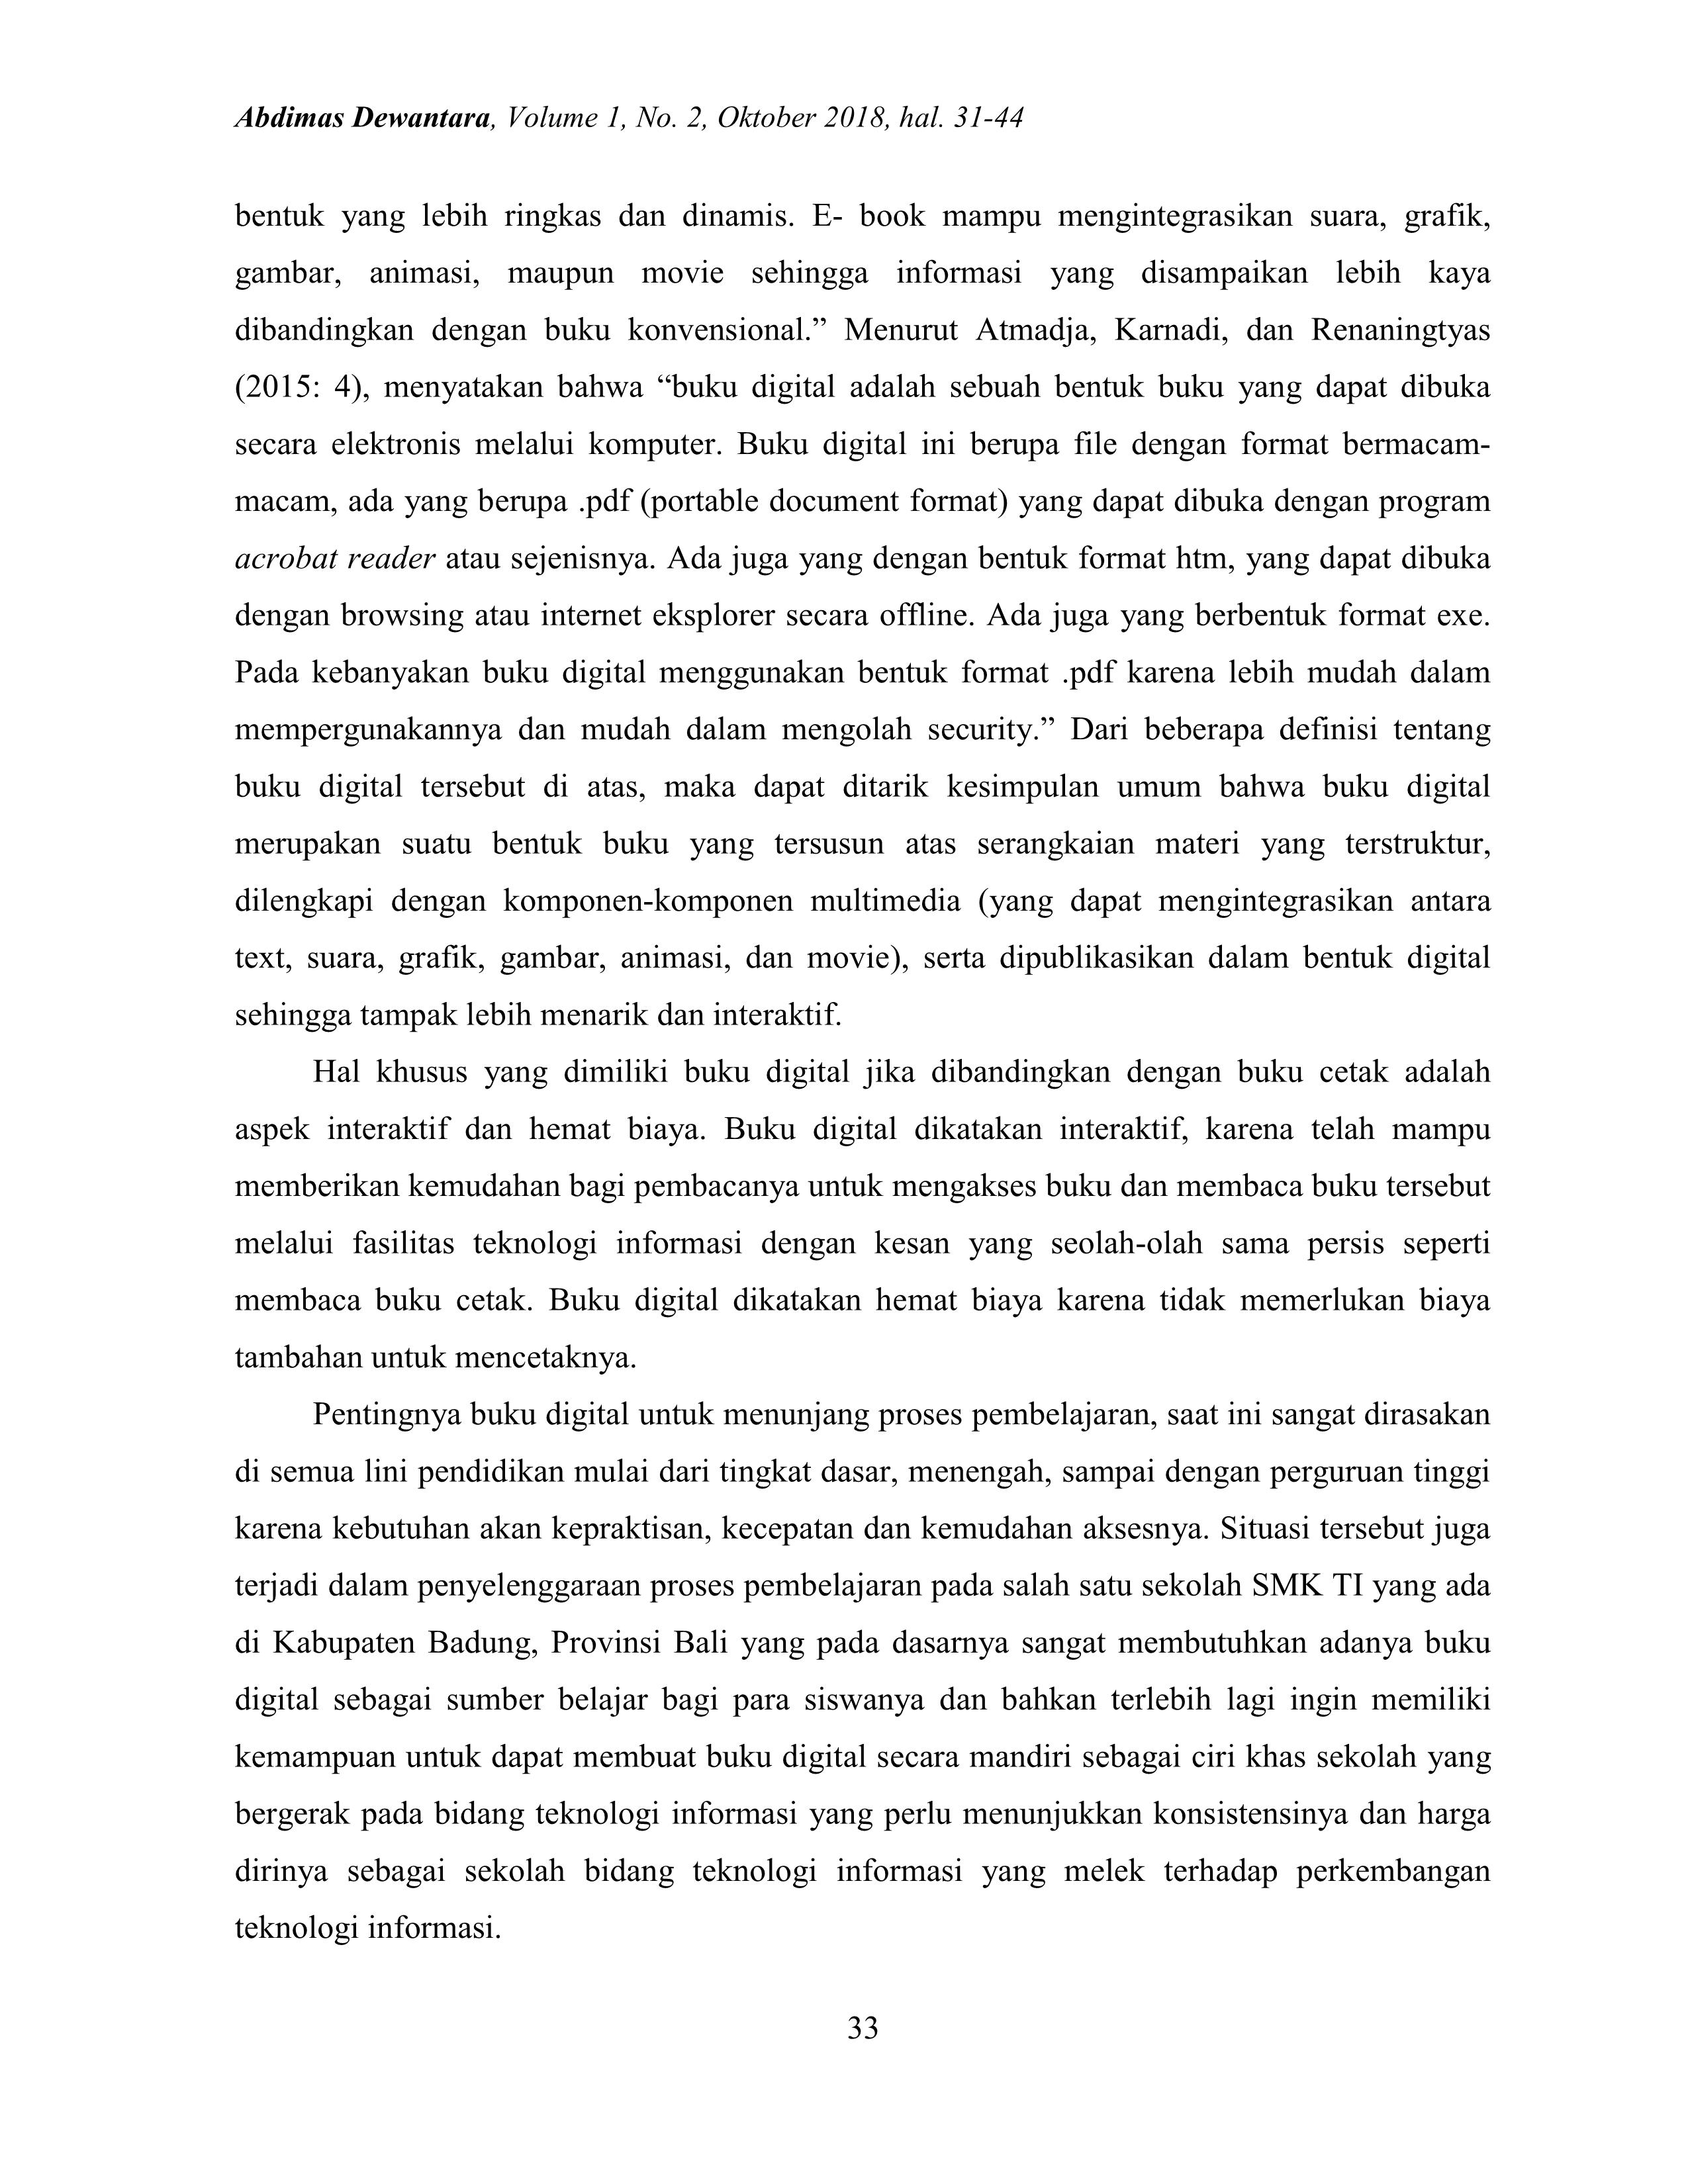 Abdimas Dewantara, Volume 1, No. 2, Oktober 2018, hal. 31-44
bentuk yang lebih ringkas dan dinamis. E- book mampu mengintegrasikan suara, grafik,
gambar, animasi, maupun movie sehingga informasi yang disampaikan lebih kaya
dibandingkan dengan buku konvensional.” Menurut Atmadja, Karnadi, dan Renaningtyas
(2015: 4), menyatakan bahwa “buku digital adalah sebuah bentuk buku yang dapat dibuka
secara elektronis melalui komputer. Buku digital ini berupa file dengan format bermacam-
macam, ada yang berupa .pdf (portable document format) yang dapat dibuka dengan program
acrobat reader atau sejenisnya. Ada juga yang dengan bentuk format htm, yang dapat dibuka
dengan browsing atau internet eksplorer secara offline. Ada juga yang berbentuk format exe.
Pada kebanyakan buku digital menggunakan bentuk format .pdf karena lebih mudah dalam
mempergunakannya dan mudah dalam mengolah security.” Dari beberapa definisi tentang
buku digital tersebut di atas, maka dapat ditarik kesimpulan umum bahwa buku digital
merupakan suatu bentuk buku yang tersusun atas serangkaian materi yang terstruktur,
dilengkapi dengan komponen-komponen multimedia (yang dapat mengintegrasikan antara
text, suara, grafik, gambar, animasi, dan movie), serta dipublikasikan dalam bentuk digital
sehingga tampak lebih menarik dan interaktif.
Hal khusus yang dimiliki buku digital jika dibandingkan dengan buku cetak adalah
aspek interaktif dan hemat biaya. Buku digital dikatakan interaktif, karena telah mampu
memberikan kemudahan bagi pembacanya untuk mengakses buku dan membaca buku tersebut
melalui fasilitas teknologi informasi dengan kesan yang seolah-olah sama persis seperti
membaca buku cetak. Buku digital dikatakan hemat biaya karena tidak memerlukan biaya
tambahan untuk mencetaknya.
Pentingnya buku digital untuk menunjang proses pembelajaran, saat ini sangat dirasakan
di semua lini pendidikan mulai dari tingkat dasar, menengah, sampai dengan perguruan tinggi
karena kebutuhan akan kepraktisan, kecepatan dan kemudahan aksesnya. Situasi tersebut juga
terjadi dalam penyelenggaraan proses pembelajaran pada salah satu sekolah SMK TI yang ada
di Kabupaten Badung, Provinsi Bali yang pada dasarnya sangat membutuhkan adanya buku
digital sebagai sumber belajar bagi para siswanya dan bahkan terlebih lagi ingin memiliki
kemampuan untuk dapat membuat buku digital secara mandiri sebagai ciri khas sekolah yang
bergerak pada bidang teknologi informasi yang perlu menunjukkan konsistensinya dan harga
dirinya sebagai sekolah bidang teknologi informasi yang melek terhadap perkembangan
teknologi informasi.
33